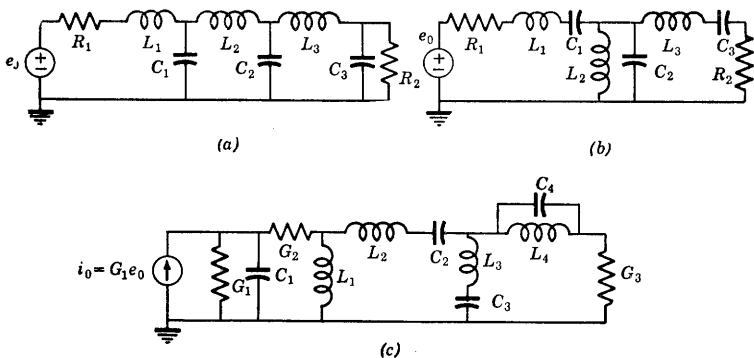 e₀ R₁ L₁ L₂ L₃ C₁ C₂ C₃ R₂
(a)
e₀ R₁ L₁ C₁ L₂ C₂ L₃ C₃ R₂
(b)
i₀ = G₁e₀ G₁ C₁ G₂ L₁ L₂ C₂ L₃ C₃ C₄ L₄ G₃
(c)